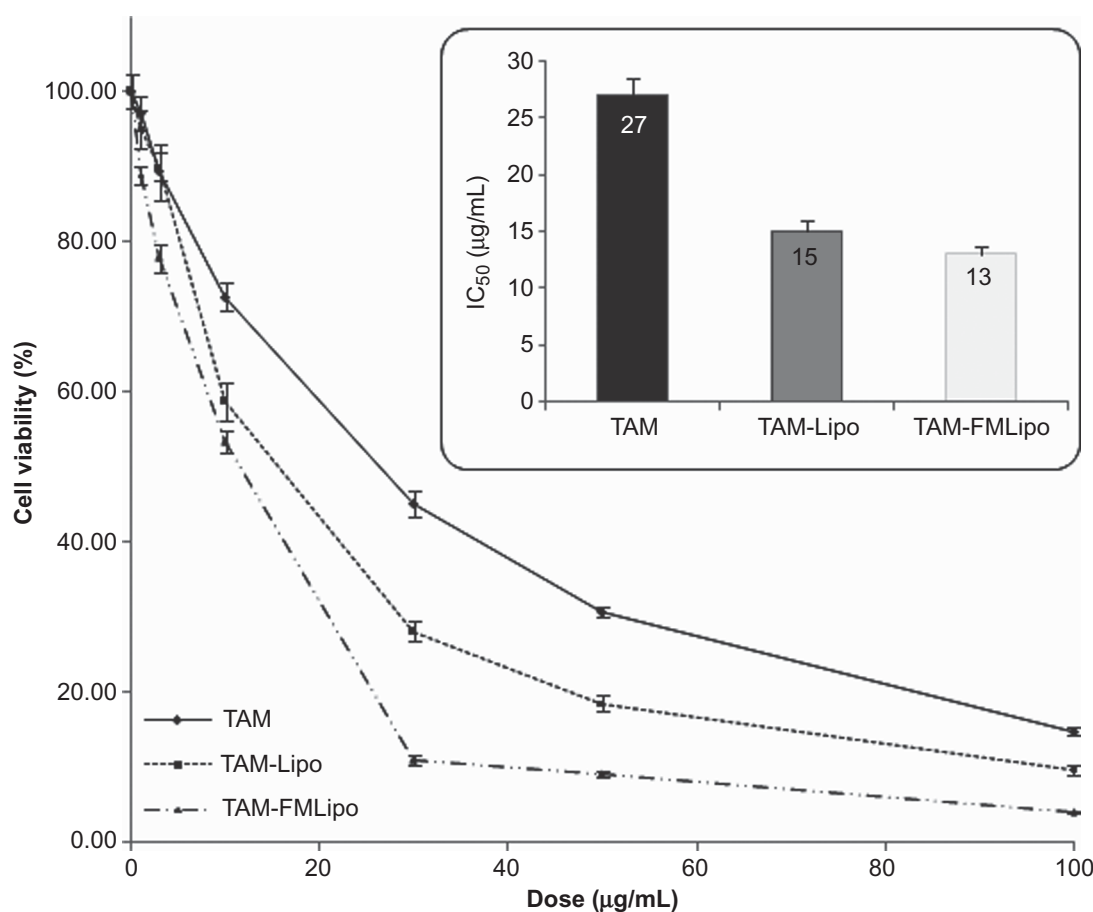 100.00
80.00
60.00
40.00
20.00
0.00
Cell viability (%)
0
20
40
60
80
100
Dose (μg/mL)
TAM
TAM-Lipo
TAM-FMLipo
30
25
20
15
10
5
0
IC50 (μg/mL)
27
15
13
TAM
TAM-Lipo
TAM-FMLipo